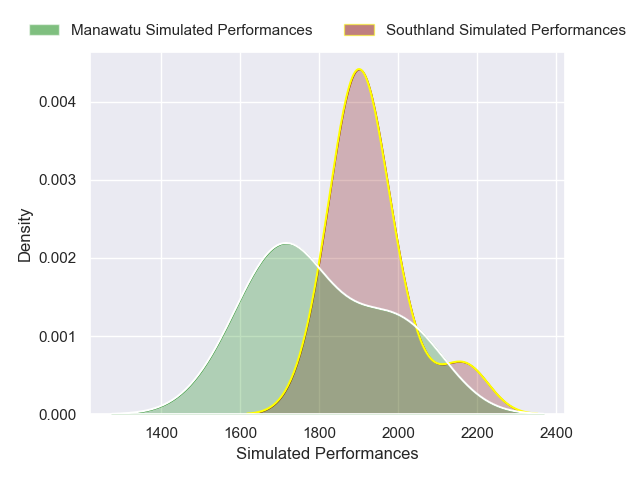 Manawatu Simulated Performances Southland Simulated Performances
0.004
0.003
0.002
0.001
0.000
Density
1400 1600 1800 2000 2200 2400
Simulated Performances